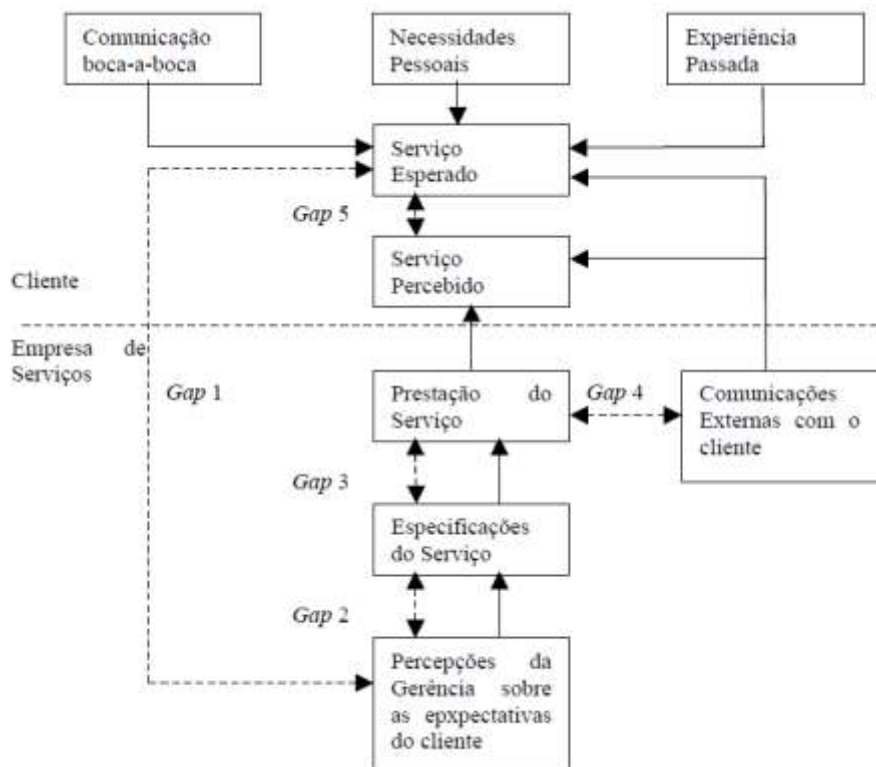 Comunicação
boca-a-boca
Necessidades
Pessoais
Experiência
Passada
Serviço
Esperado
Gap 5
Serviço
Percebido
Cliente
Empresa de
Serviços
Gap 1
Prestação do
Serviço
Gap 4
Comunicações
Externas com o
cliente
Gap 3
Especificações
do Serviço
Gap 2
Percepções da
Gerência sobre
as epxpectativas
do cliente